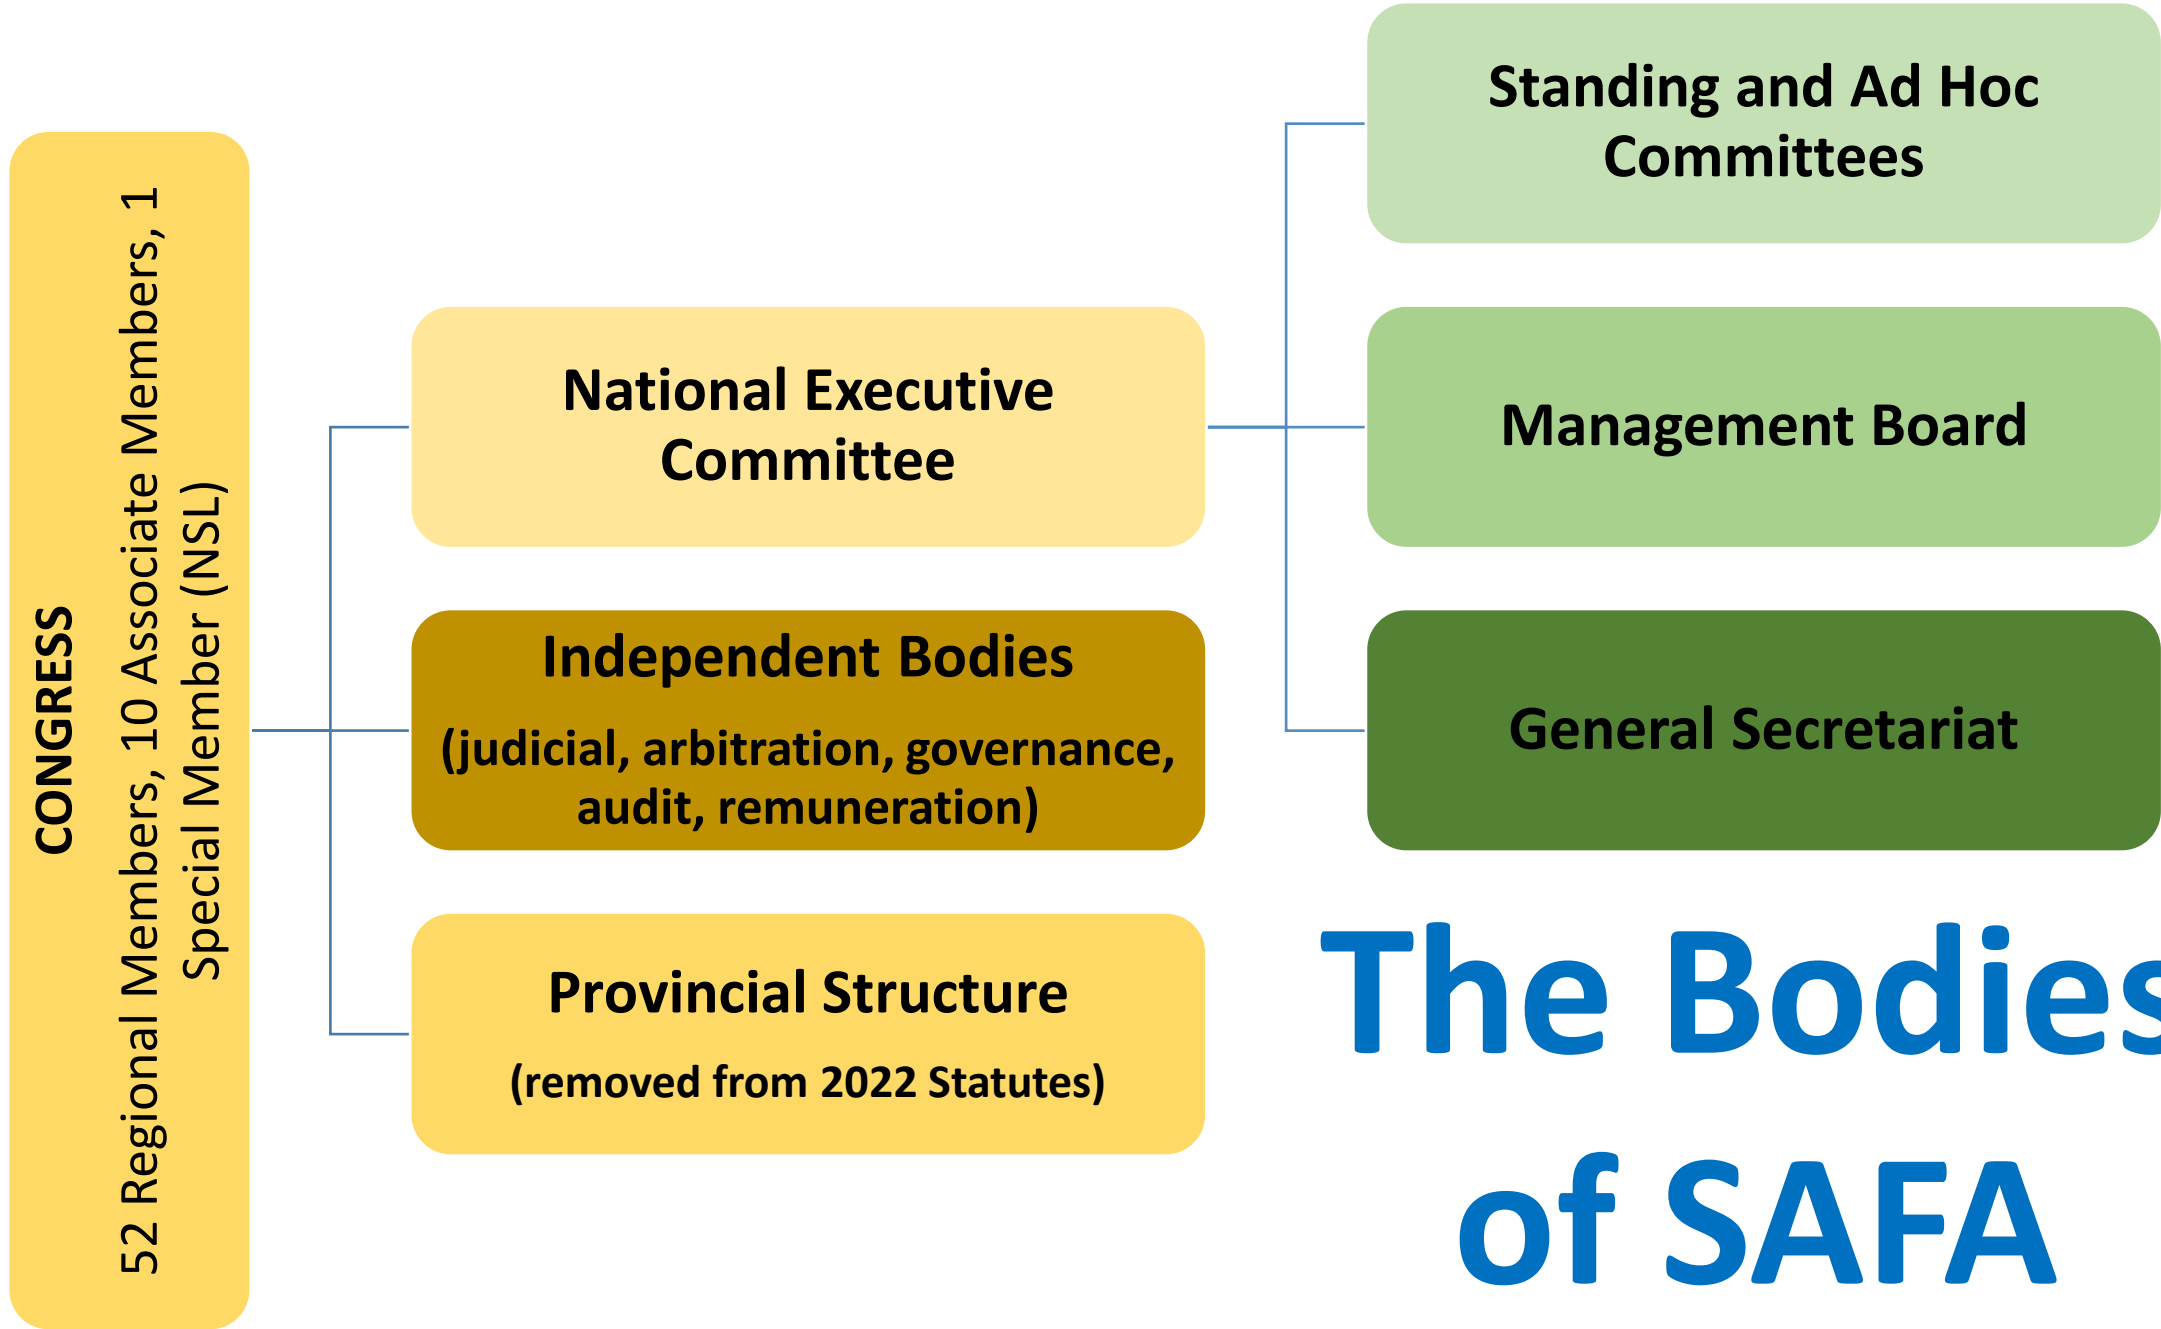 CONGRESS
52 Regional Members, 10 Associate Members, 1
Special Member (NSL)
National Executive
Committee
Independent Bodies
(judicial, arbitration, governance,
audit, remuneration)
Provincial Structure
(removed from 2022 Statutes)
Standing and Ad Hoc
Committees
Management Board
General Secretariat
The Bodies
of SAFA